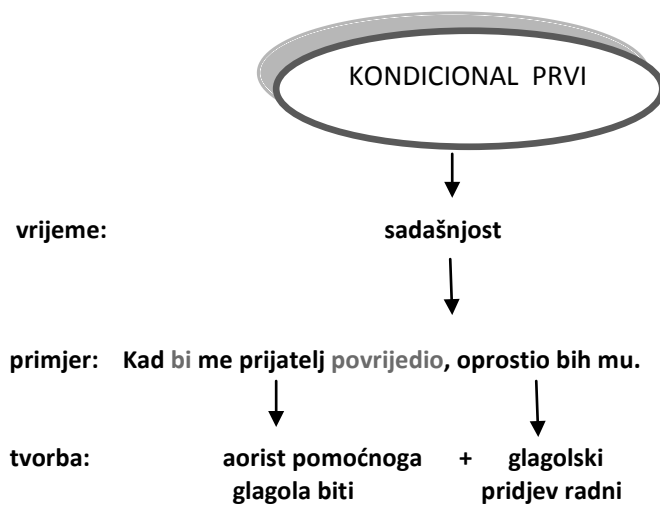 KONDICIONAL PRVI
vrijeme: sadašnjost
primjer: Kad bi me prijatelj povrijedio, oprostio bih mu.
tvorba: aorist pomoćnoga + glagolski
glagola biti pridjev radni